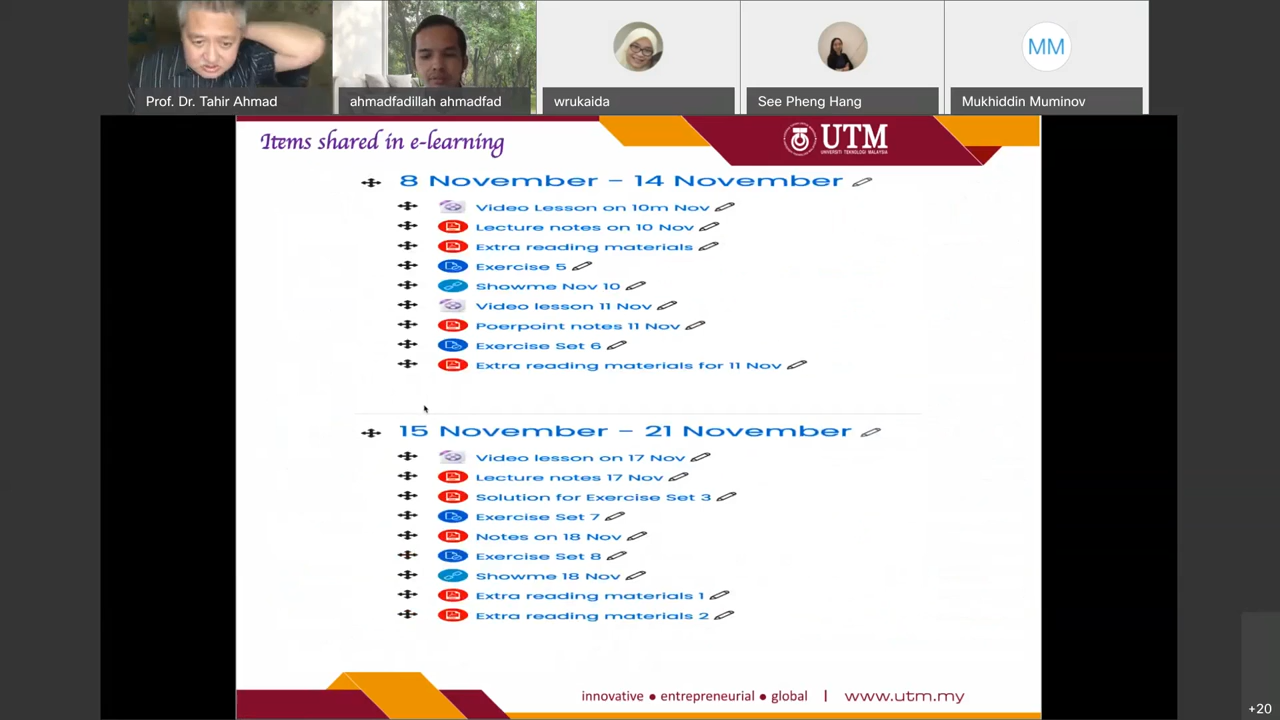 Prof. Dr. Tahir Ahmad
ahmadfadillah ahmadfad
wrukaida
See Pheng Hang
MM
Mukhiddin Muminov
Items shared in e-learning
UTM
UNIVERSITI TEKNOLOGI MALAYSIA
8 November – 14 November
Video Lesson on 10m Nov
Lecture notes on 10 Nov
Extra reading materials
Exercise 5
Showme Nov 10
Video lesson 11 Nov
Poerpoint notes 11 Nov
Exercise Set 6
Extra reading materials for 11 Nov
15 November – 21 November
Video lesson on 17 Nov
Lecture notes 17 Nov
Solution for Exercise Set 3
Exercise Set 7
Notes on 18 Nov
Exercise Set 8
Showme 18 Nov
Extra reading materials 1
Extra reading materials 2
innovative ● entrepreneurial ● global | www.utm.my
+20